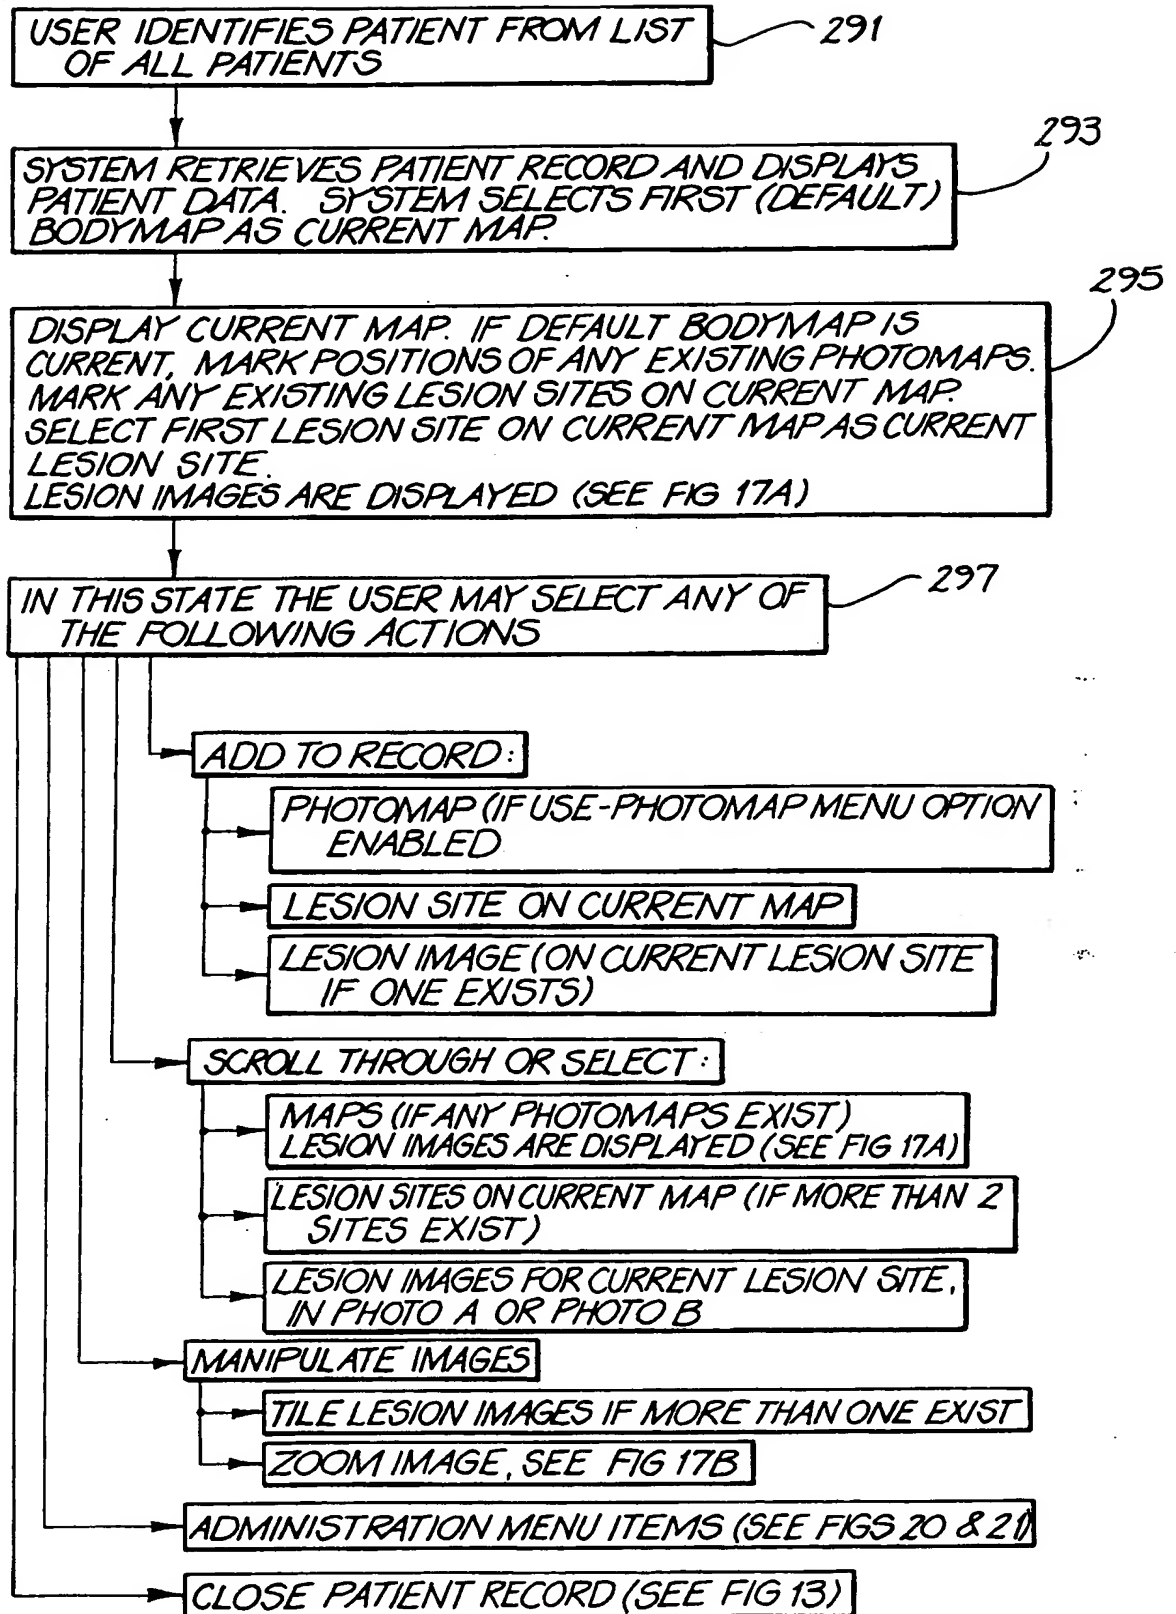 USER IDENTIFIES PATIENT FROM LIST
OF ALL PATIENTS
291
SYSTEM RETRIEVES PATIENT RECORD AND DISPLAYS
PATIENT DATA. SYSTEM SELECTS FIRST (DEFAULT)
BODYMAP AS CURRENT MAP.
293
DISPLAY CURRENT MAP. IF DEFAULT BODYMAP IS
CURRENT, MARK POSITIONS OF ANY EXISTING PHOTOMAPS.
MARK ANY EXISTING LESION SITES ON CURRENT MAP.
SELECT FIRST LESION SITE ON CURRENT MAP AS CURRENT
LESION SITE.
LESION IMAGES ARE DISPLAYED (SEE FIG 17A)
295
IN THIS STATE THE USER MAY SELECT ANY OF
THE FOLLOWING ACTIONS
297
ADD TO RECORD:
PHOTOMAP (IF USE-PHOTOMAP MENU OPTION
ENABLED
LESION SITE ON CURRENT MAP
LESION IMAGE (ON CURRENT LESION SITE
IF ONE EXISTS)
SCROLL THROUGH OR SELECT:
MAPS (IF ANY PHOTOMAPS EXIST)
LESION IMAGES ARE DISPLAYED (SEE FIG 17A)
LESION SITES ON CURRENT MAP (IF MORE THAN 2
SITES EXIST)
LESION IMAGES FOR CURRENT LESION SITE,
IN PHOTO A OR PHOTO B
MANIPULATE IMAGES
TILE LESION IMAGES IF MORE THAN ONE EXIST
ZOOM IMAGE, SEE FIG 17B
ADMINISTRATION MENU ITEMS (SEE FIGS 20 & 21)
CLOSE PATIENT RECORD (SEE FIG 13)